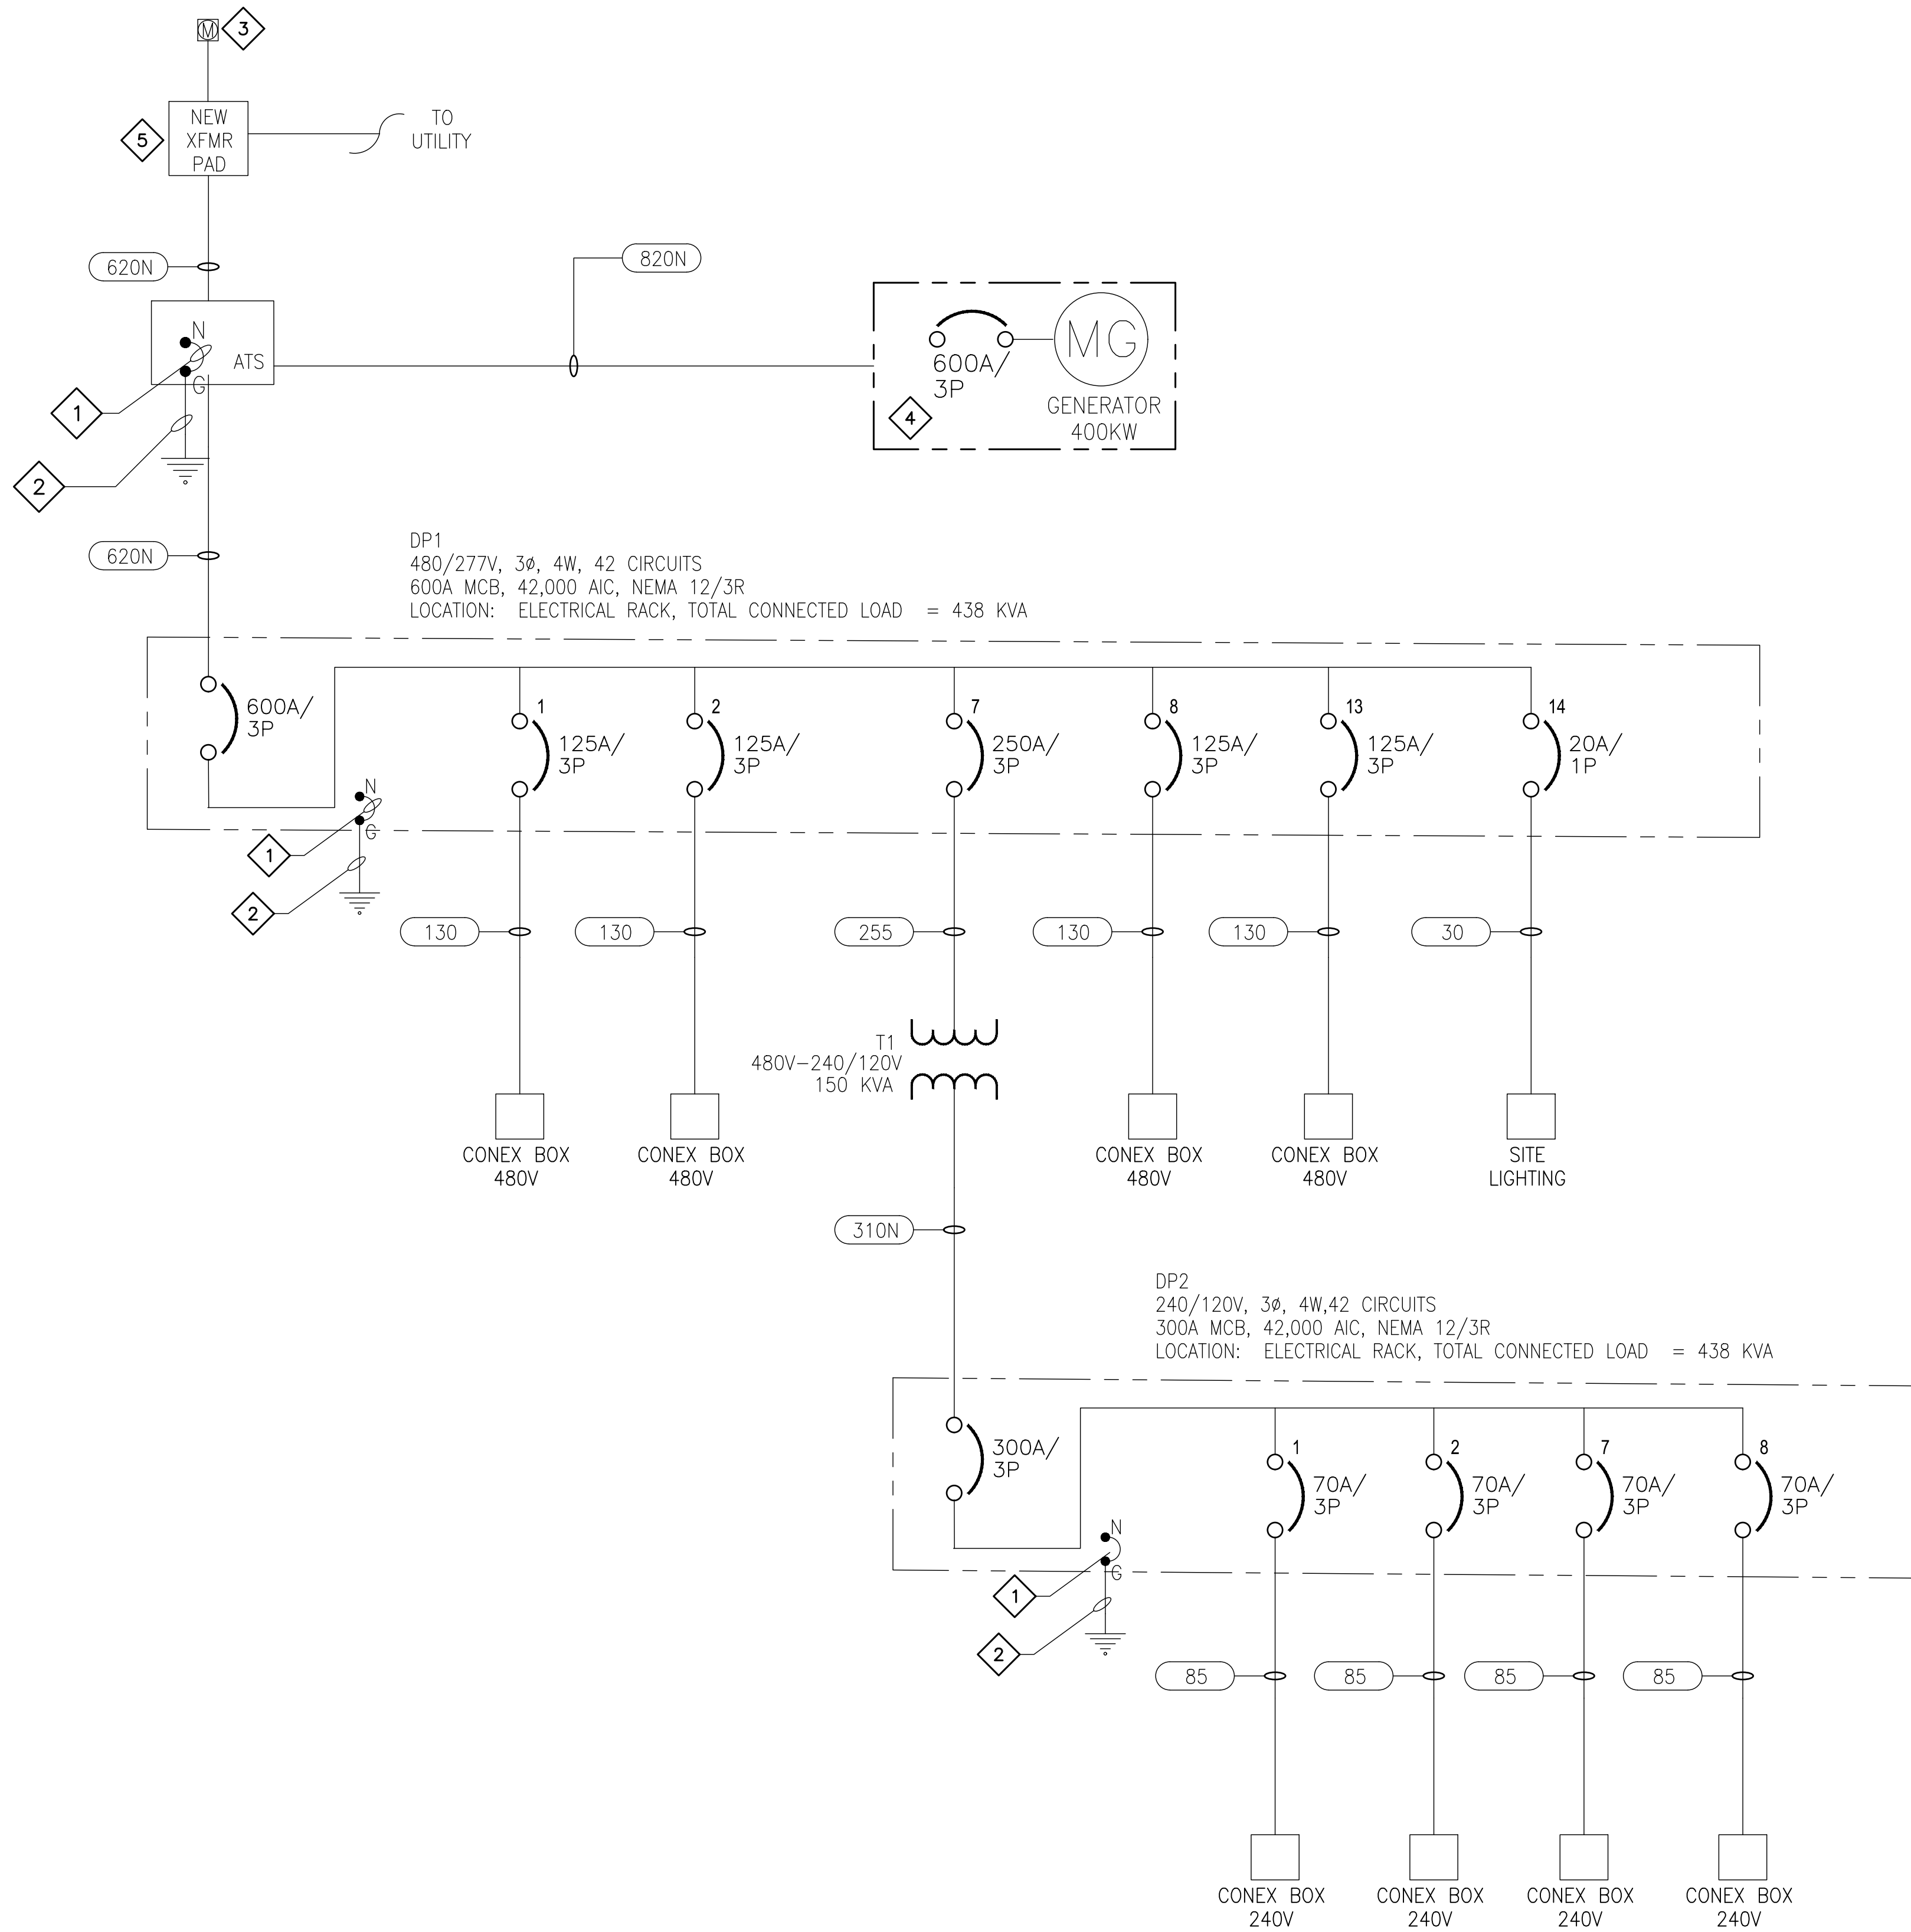 M
3
NEW
XFMR
PAD
5
TO
UTILITY
620N
820N
N
ATS
G
1
2
600A/
3P
MG
4
GENERATOR
400KW
620N
DP1
480/277V, 3ø, 4W, 42 CIRCUITS
600A MCB, 42,000 AIC, NEMA 12/3R
LOCATION: ELECTRICAL RACK, TOTAL CONNECTED LOAD = 438 KVA
600A/
3P
1
125A/
3P
2
125A/
3P
7
250A/
3P
8
125A/
3P
13
125A/
3P
14
20A/
1P
N
G
1
2
130
130
255
130
130
30
T1
480V-240/120V
150 KVA
CONEX BOX
480V
CONEX BOX
480V
CONEX BOX
480V
CONEX BOX
480V
SITE
LIGHTING
310N
DP2
240/120V, 3ø, 4W,42 CIRCUITS
300A MCB, 42,000 AIC, NEMA 12/3R
LOCATION: ELECTRICAL RACK, TOTAL CONNECTED LOAD = 438 KVA
300A/
3P
1
70A/
3P
2
70A/
3P
7
70A/
3P
8
70A/
3P
N
G
1
2
85
85
85
85
CONEX BOX
240V
CONEX BOX
240V
CONEX BOX
240V
CONEX BOX
240V